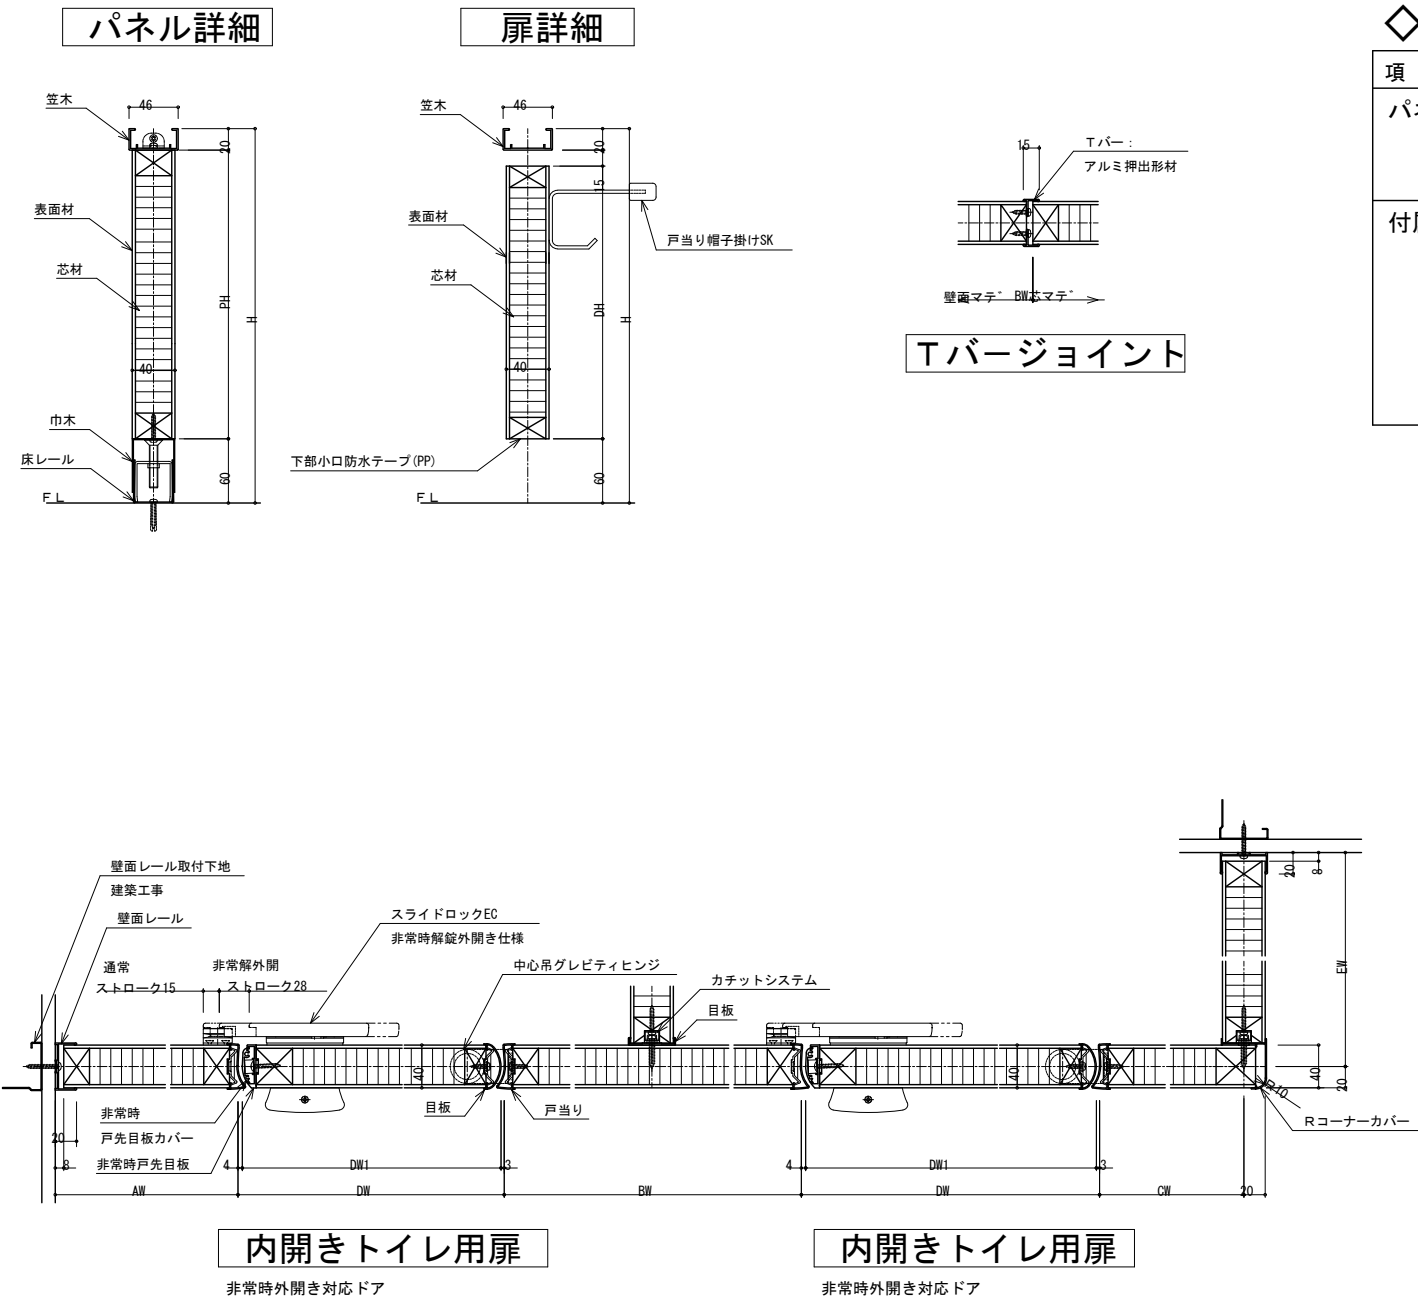 パネル詳細
扉詳細
◇
項
付
笠木
46
20
表面材
芯材
PH
H
40
巾木
床レール
60
FL
笠木
46
20
15
戸当り帽子掛けSK
表面材
芯材
DH
H
40
下部小口防水テープ(PP)
60
FL
15
Tバー:
アルミ押出形材
壁面マデ
BW芯マデ
Tバージョイント
壁面レール取付下地
建築工事
壁面レール
通常
ストローク15
非常解外開
ストローク28
スライドロックEC
非常時解錠外開き仕様
中心吊グレビティヒンジ
カチットシステム
目板
20
8
EW
40
40
40
20
R10
Rコーナーカバー
非常時
戸先目板カバー
非常時戸先目板
目板
戸当り
20
8
4
DW1
3
4
DW1
3
AW
DW
BW
DW
CW
20
内開きトイレ用扉
非常時外開き対応ドア
内開きトイレ用扉
非常時外開き対応ドア